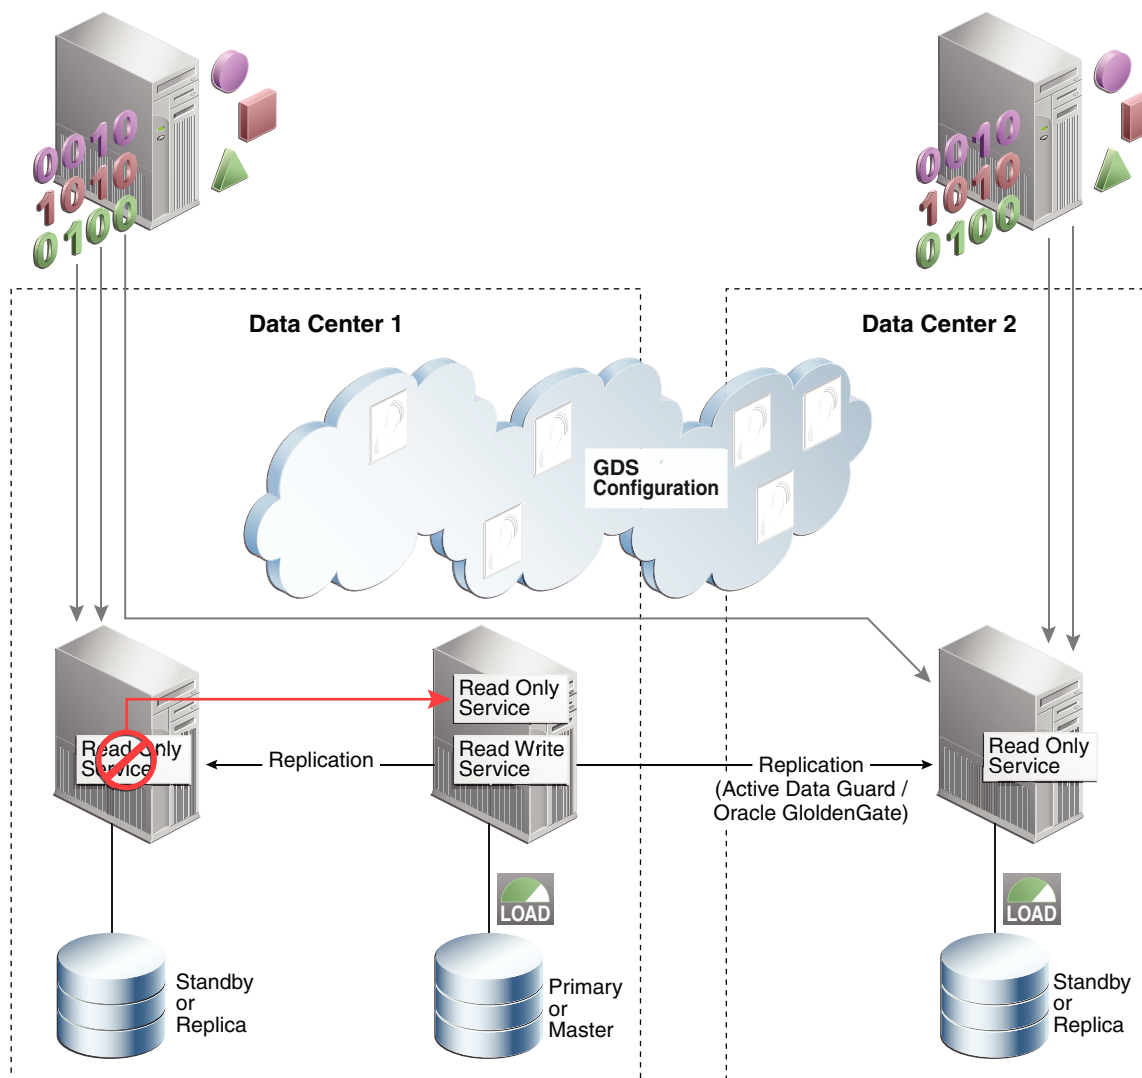 0010
1010
0100
0010
1010
0100
Data Center 1
Data Center 2
GDS
Configuration
Read Only
Service
Read Only
Service
Read Write
Service
Read Only
Service
Replication
Replication
(Active Data Guard /
Oracle GloldenGate)
LOAD
LOAD
Standby
or
Replica
Primary
or
Master
Standby
or
Replica